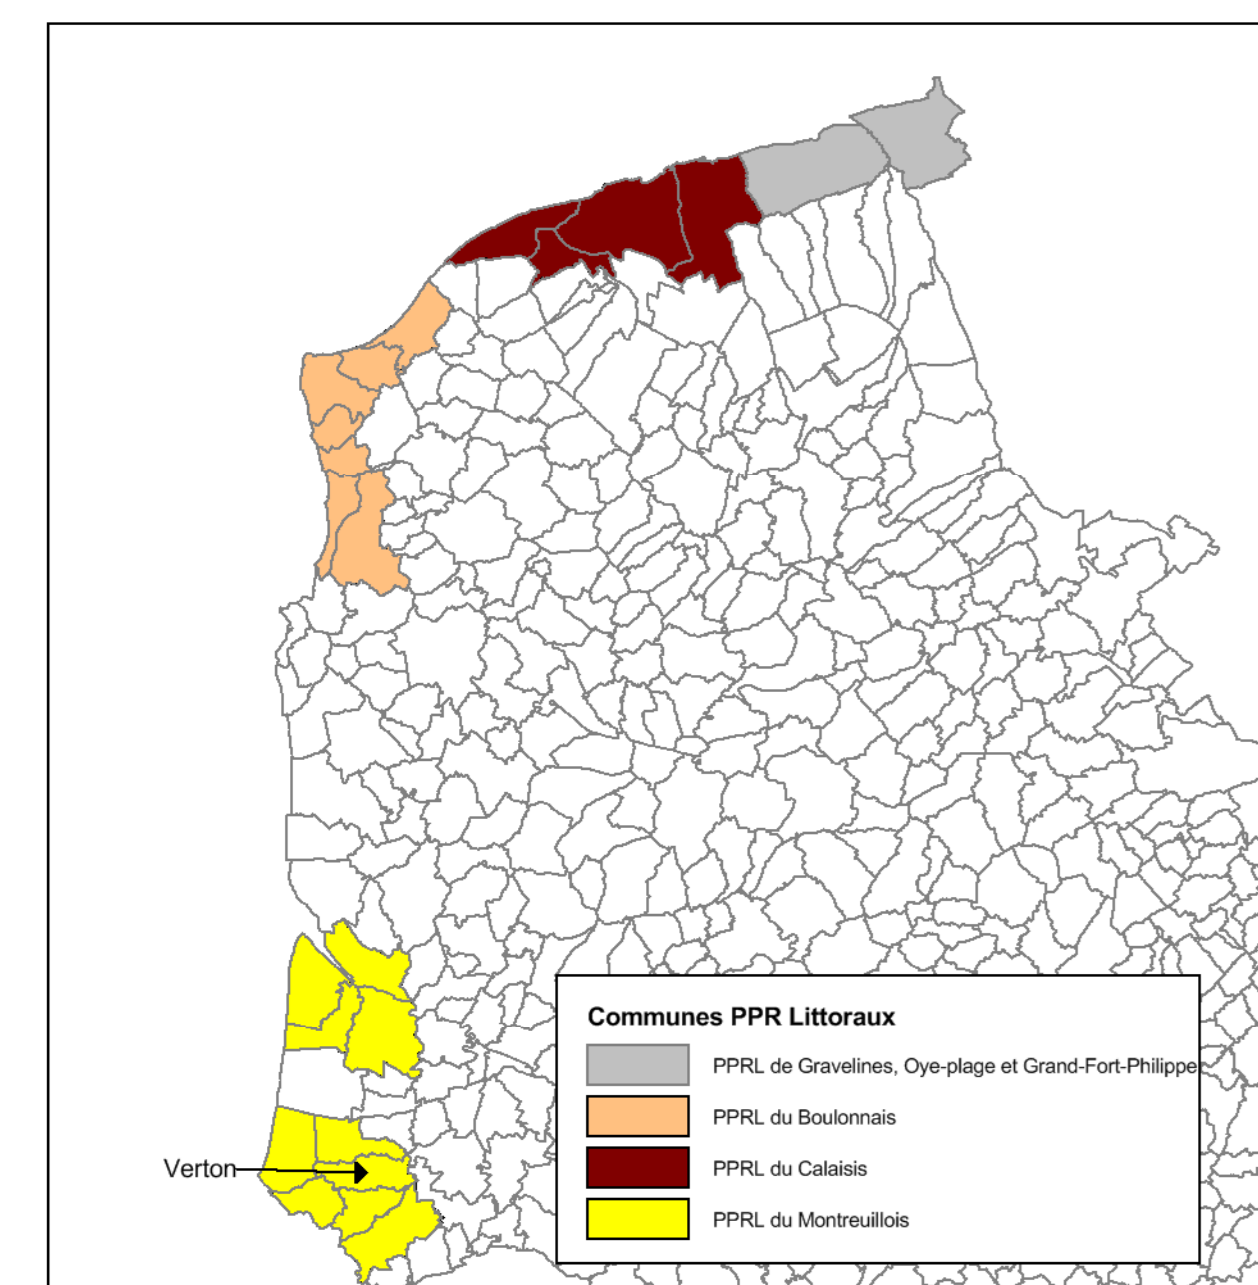 Communes PPR Littoraux
PPRL de Gravelines, Oye-plage et Grand-Fort-Philippe
PPRL du Boulonnais
PPRL du Calaisis
PPRL du Montreuillois
Verton